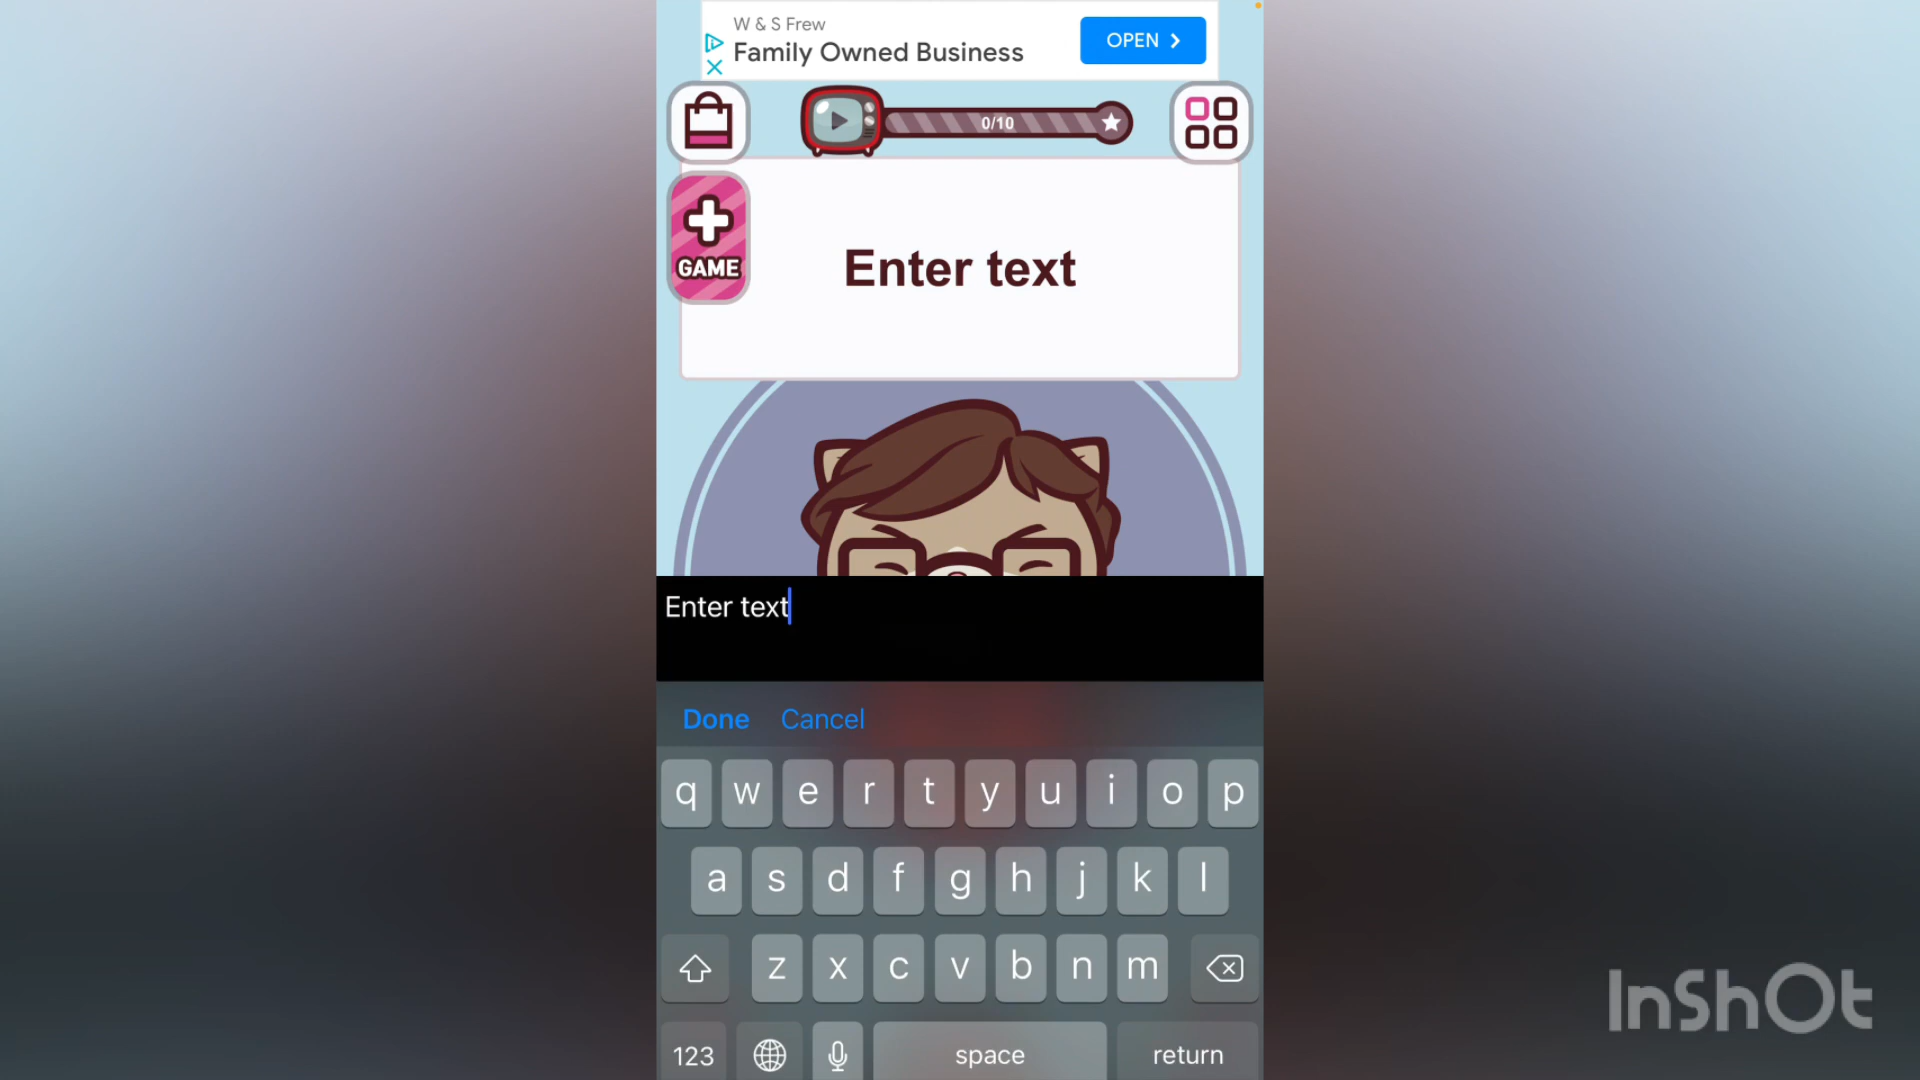 W & S Frew
Family Owned Business
OPEN
0/10
GAME
Enter text
Enter text
Done Cancel
q w e r t y u i o p
a s d f g h j k l
z x c v b n m
123 space return
InShOt